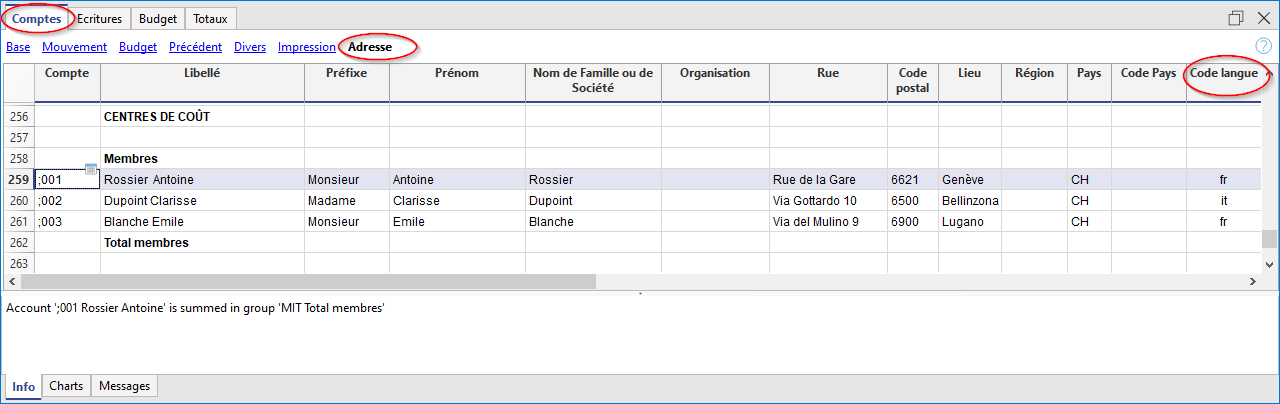 Comptes Ecritures Budget Totaux
Base Mouvement Budget Précédent Divers Impression Adresse
Compte Libellé Préfixe Prénom Nom de Famille ou de Société Organisation Rue Code postal Lieu Région Pays Code Pays Code langue
256 CENTRES DE COÛT
257
258 Membres
259 ;001 Rossier Antoine Monsieur Antoine Rossier Rue de la Gare 6621 Genève CH fr
260 ;002 Dupoint Clarisse Madame Clarisse Dupoint Via Gottardo 10 6500 Bellinzona CH it
261 ;003 Blanche Emile Monsieur Emile Blanche Via del Mulino 9 6900 Lugano CH fr
262 Total membres
263
Account ';001 Rossier Antoine' is summed in group 'MIT Total membres'
Info Charts Messages